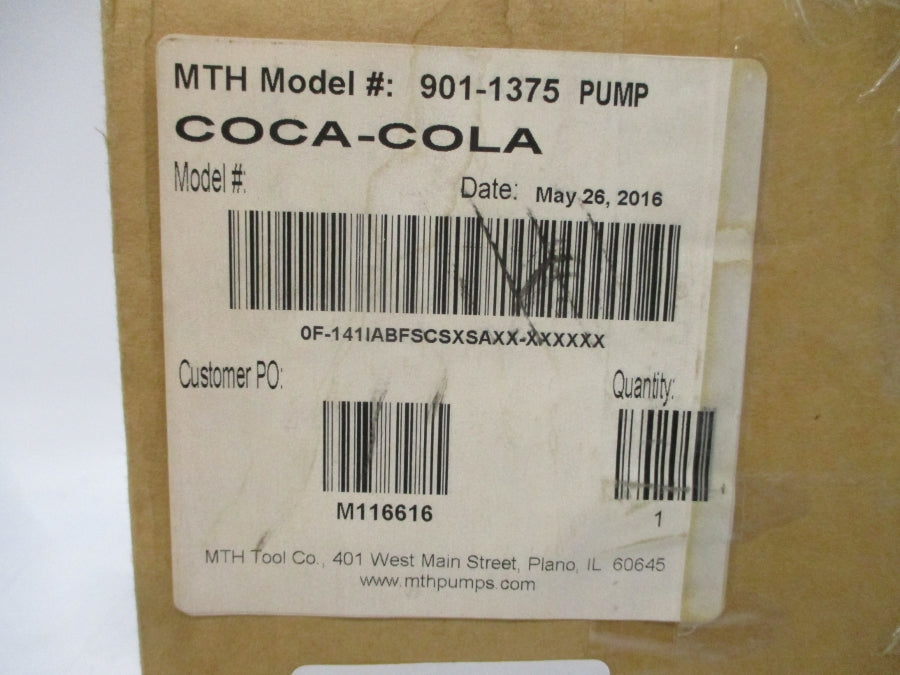 MTH Model #: 901-1375 PUMP
COCA-COLA
Model #:
Date: May 26, 2016
0F-141IABFSCSXSAXX-XXXXXX
Customer PO:
Quantity:
M116616
1
MTH Tool Co., 401 West Main Street, Plano, IL 60645
www.mthpumps.com